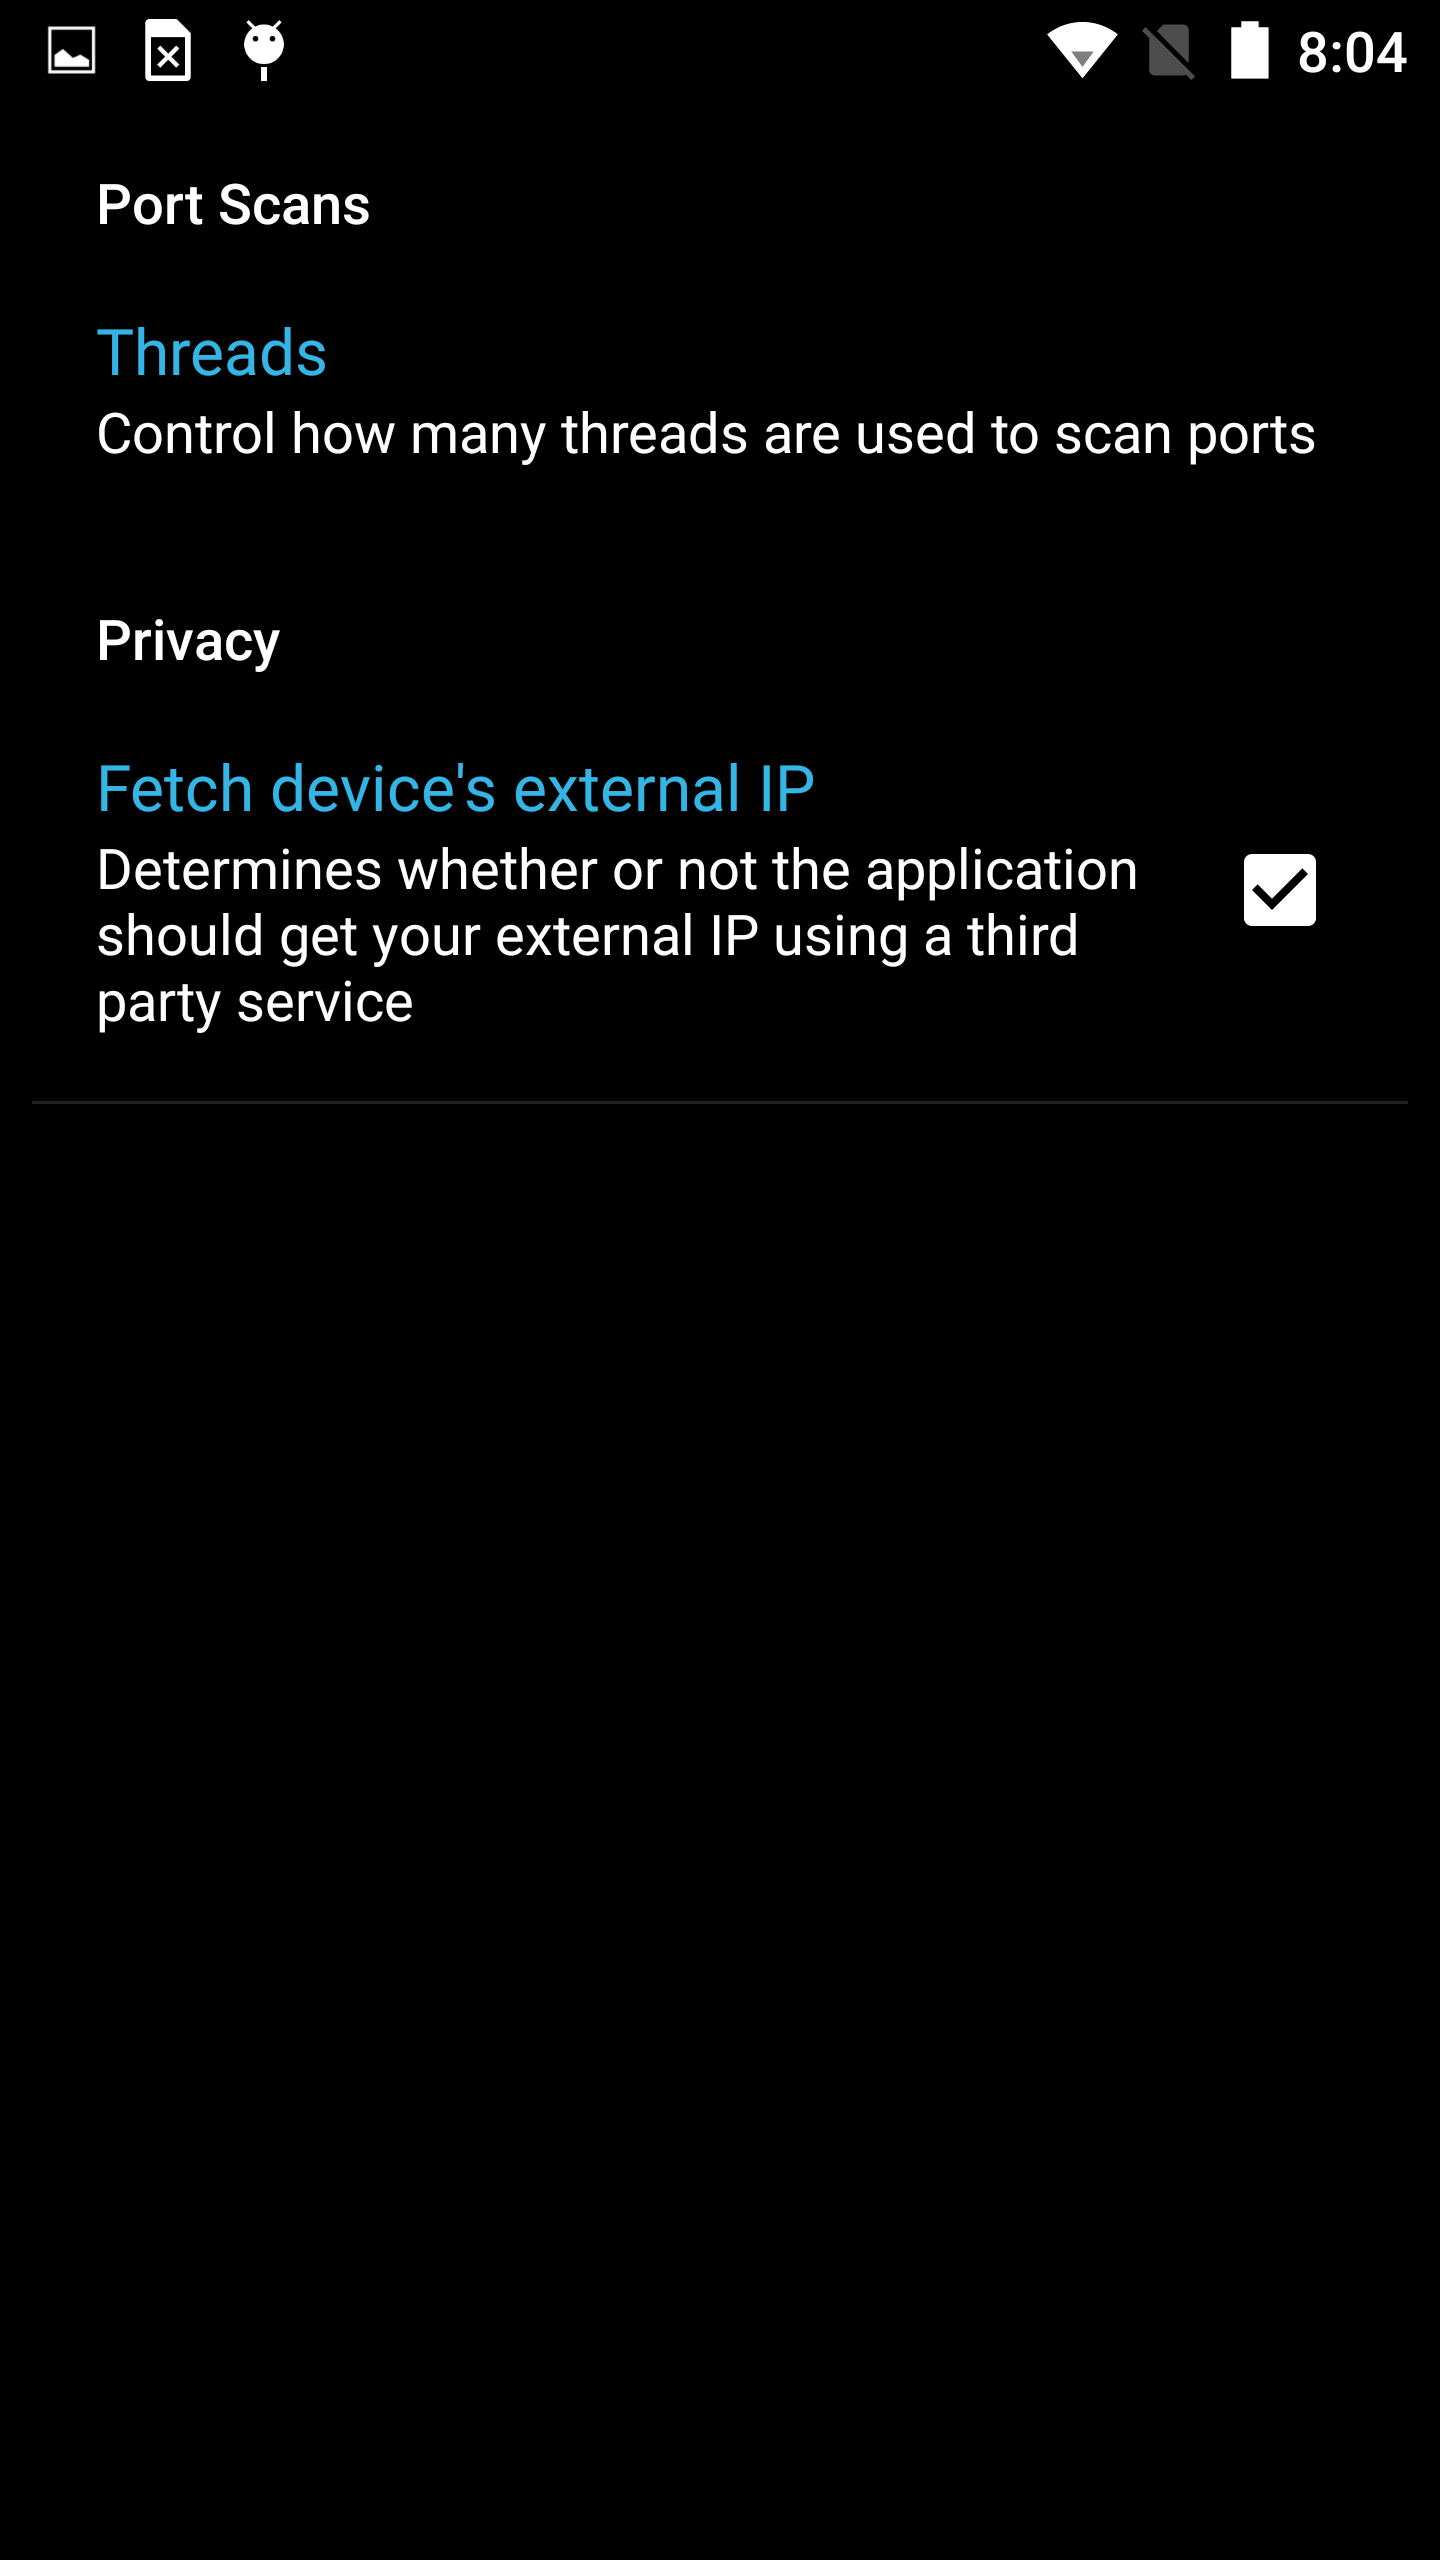 8:04
Port Scans
Threads
Control how many threads are used to scan ports
Privacy
Fetch device's external IP
Determines whether or not the application
should get your external IP using a third
party service